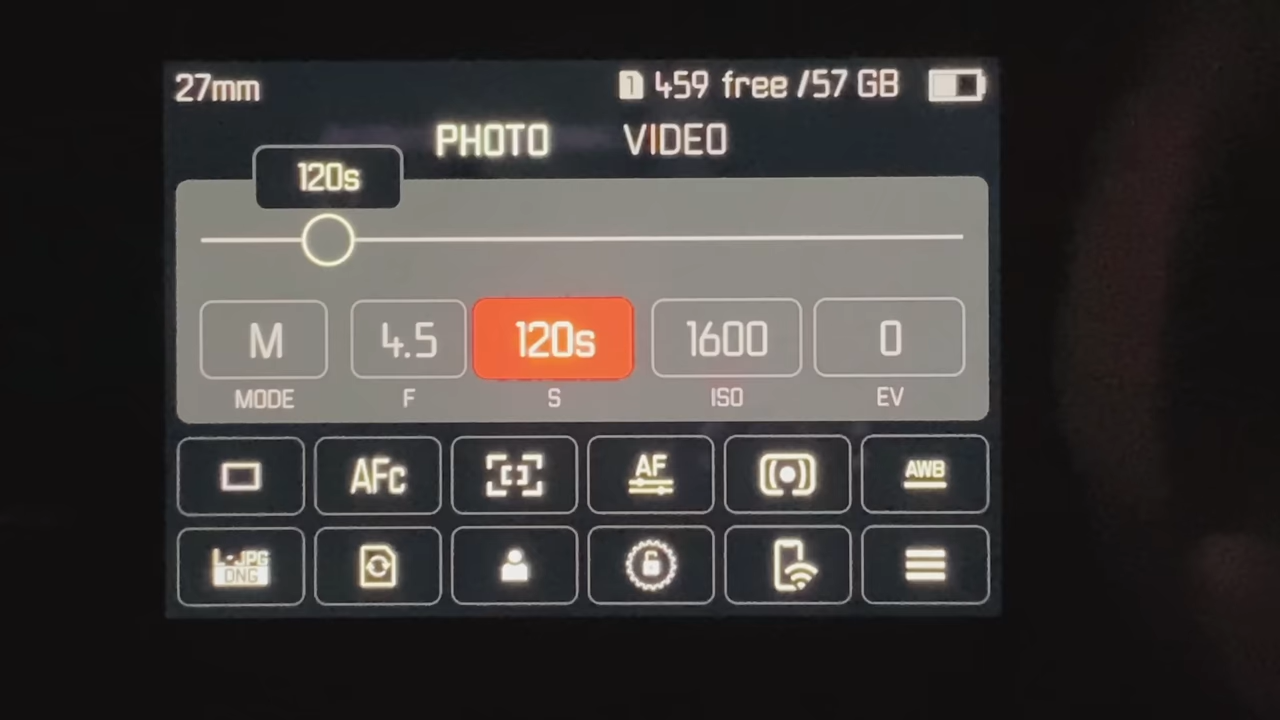 27mm 1 459 free /57 GB
PHOTO VIDEO
120s
M 4.5 120s 1600 0
MODE F S ISO EV
AFc AF AWB
L-JPG
DNG